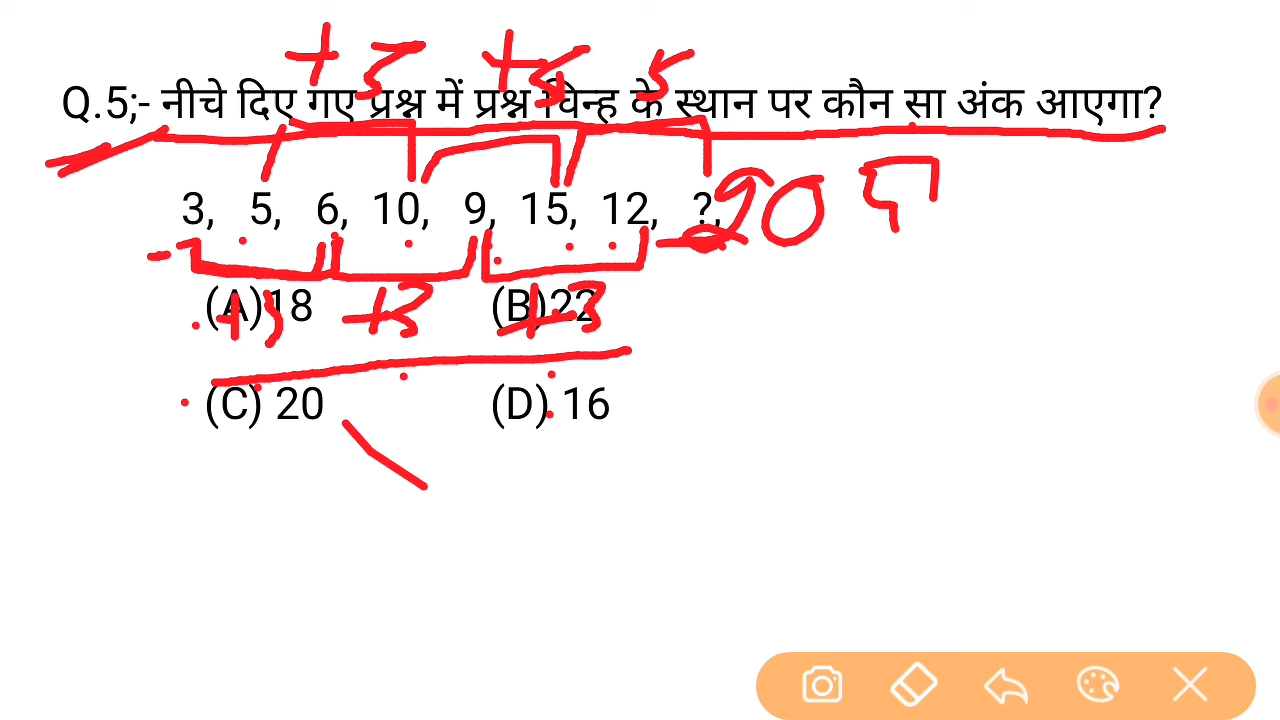 +5 +5 5
Q.5;- नीचे दिए गए प्रश्न में प्रश्न चिन्ह के स्थान पर कौन सा अंक आएगा?
3, 5, 6, 10, 9, 15, 12, ?, 20
(A) 18 (B) 22
+3 +3 +3
(C) 20 (D) 16